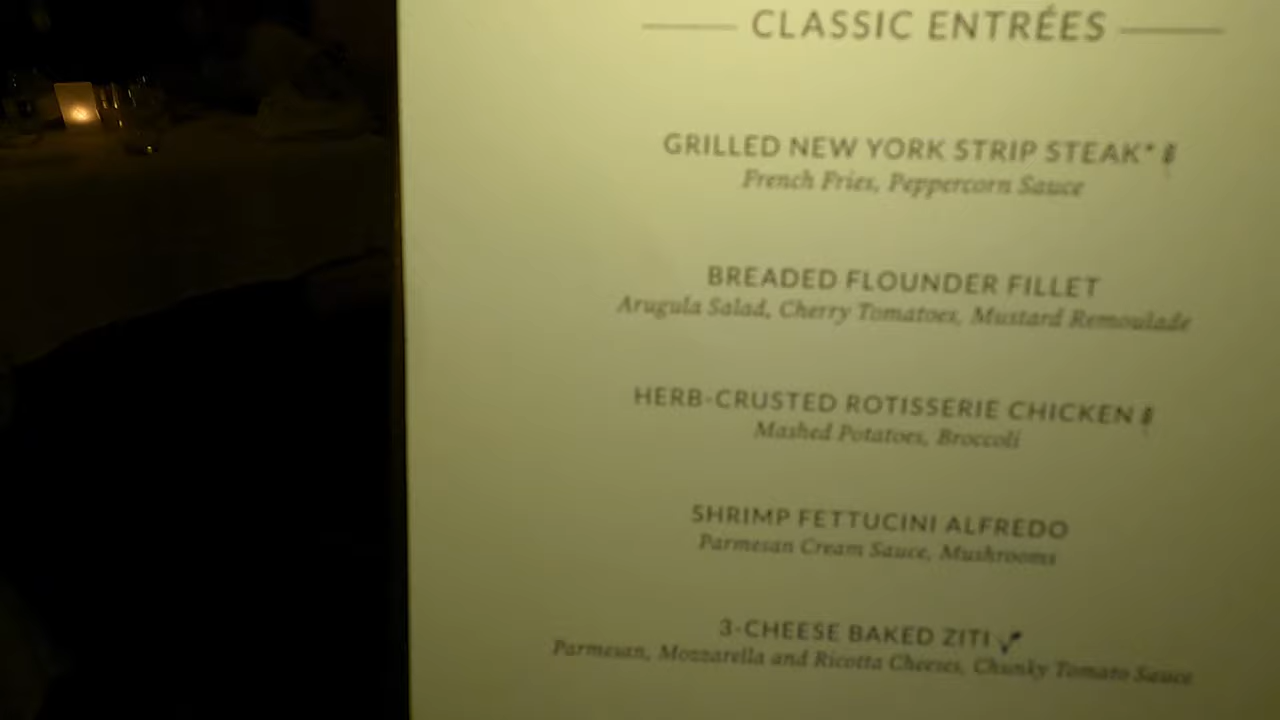 CLASSIC ENTRÉES
GRILLED NEW YORK STRIP STEAK*
French Fries, Peppercorn Sauce
BREADED FLOUNDER FILLET
Arugula Salad, Cherry Tomatoes, Mustard Remoulade
HERB-CRUSTED ROTISSERIE CHICKEN
Mashed Potatoes, Broccoli
SHRIMP FETTUCINI ALFREDO
Parmesan Cream Sauce, Mushrooms
3-CHEESE BAKED ZITI
Parmesan, Mozzarella and Ricotta Cheeses, Chunky Tomato Sauce